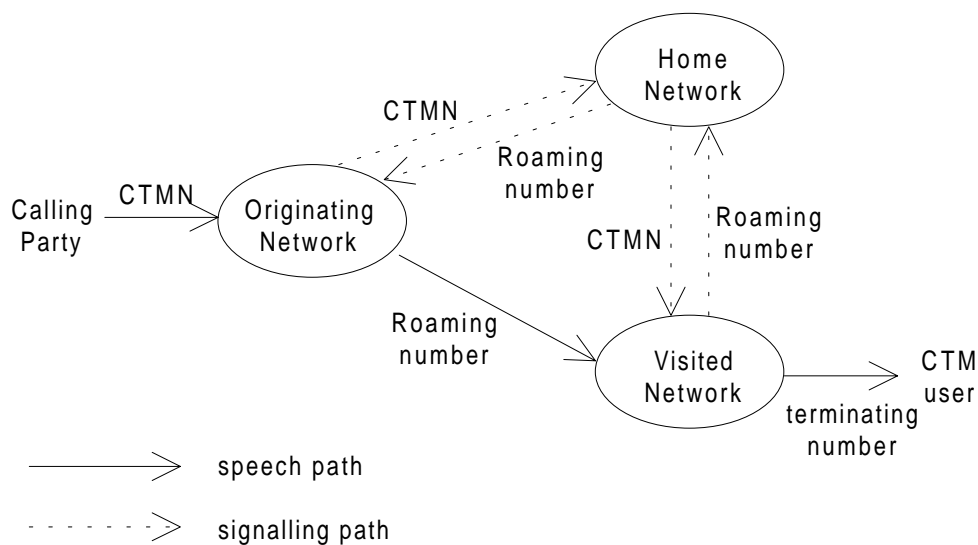 Home
Network
CTMN
Roaming
number
CTMN
Calling
Party
Originating
Network
CTMN
Roaming
number
Roaming
number
Visited
Network
CTM
user
terminating
number
speech path
signalling path